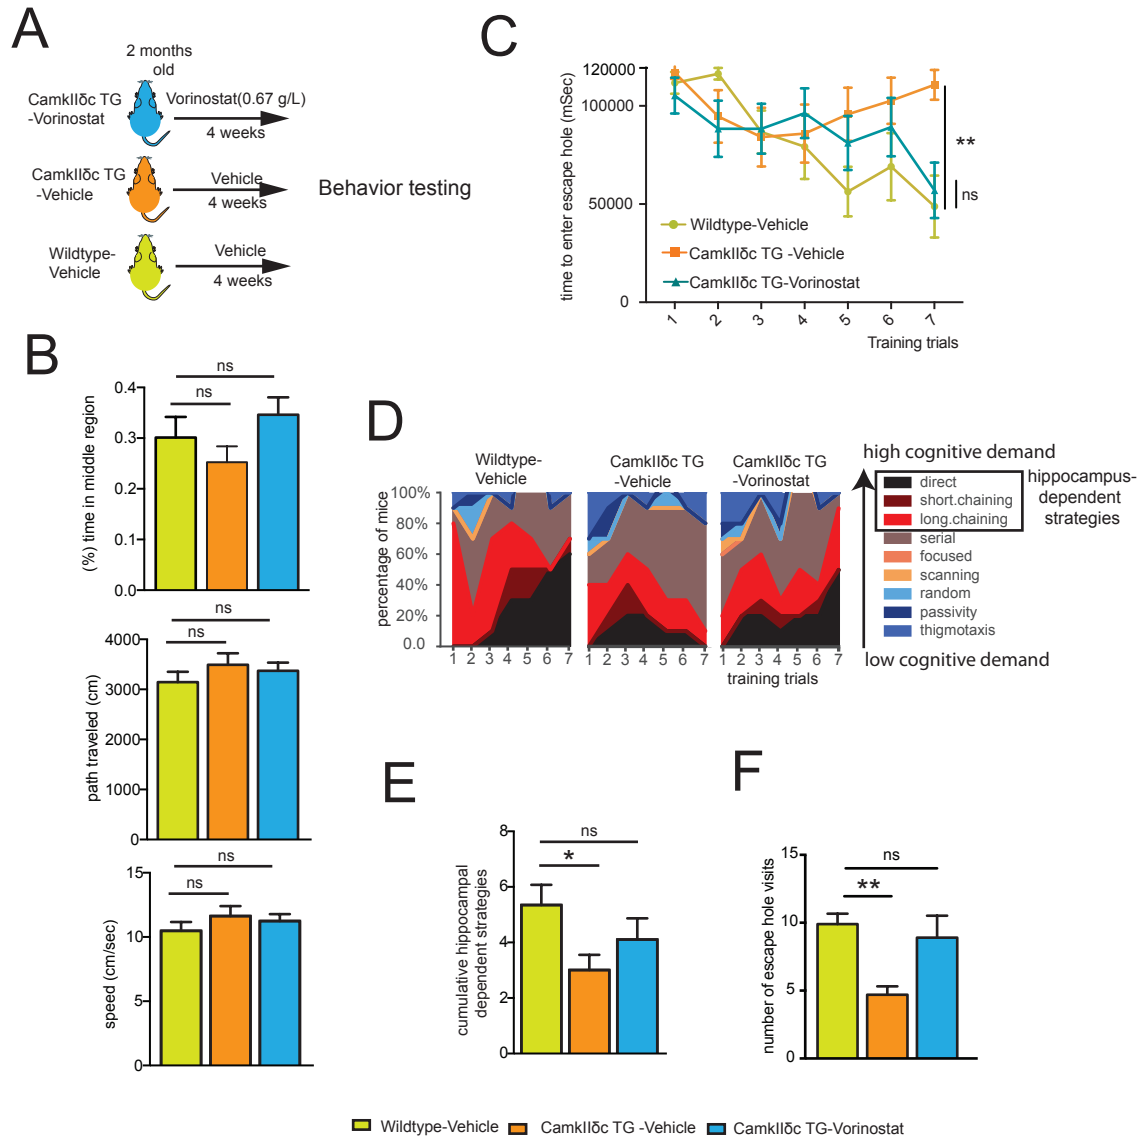 A
2 months
old
CamkIIδc TG
-Vorinostat
Vorinostat(0.67 g/L)
4 weeks
CamkIIδc TG
-Vehicle
Vehicle
4 weeks
Behavior testing
Wildtype-
Vehicle
Vehicle
4 weeks
B
ns
ns
(%) time in middle region
0.4
0.3
0.2
0.1
0.0
ns
ns
path traveled (cm)
4000
3000
2000
1000
0
ns
ns
speed (cm/sec)
15
10
5
0
C
time to enter escape hole (mSec)
120000
100000
50000
0
**
ns
Wildtype-Vehicle
CamkIIδc TG -Vehicle
CamkIIδc TG-Vorinostat
1 2 3 4 5 6 7
Training trials
D
Wildtype-
Vehicle
CamkIIδc TG
-Vehicle
CamkIIδc TG
-Vorinostat
percentage of mice
100%
80%
60%
40%
20%
0.0
1 2 3 4 5 6 7
1 2 3 4 5 6 7
1 2 3 4 5 6 7
training trials
high cognitive demand
direct
short.chaining
long.chaining
serial
focused
scanning
random
passivity
thigmotaxis
low cognitive demand
hippocampus-
dependent
strategies
E
cumulative hippocampal
dependent strategies
8
6
4
2
0
ns
*
F
number of escape hole visits
15
10
5
0
ns
**
Wildtype-Vehicle
CamkIIδc TG -Vehicle
CamkIIδc TG-Vorinostat